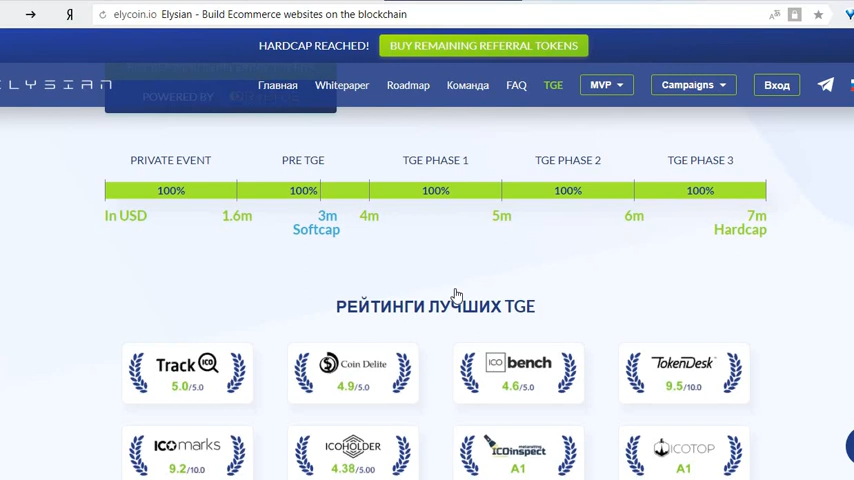 elycoin.io Elysian - Build Ecommerce websites on the blockchain
HARDCAP REACHED! BUY REMAINING REFERRAL TOKENS
ELYSIAN Главная Whitepaper Roadmap Команда FAQ TGE MVP Campaigns Вход
POWERED BY
PRIVATE EVENT PRE TGE TGE PHASE 1 TGE PHASE 2 TGE PHASE 3
100% 100% 100% 100% 100%
In USD 1.6m 3m 4m 5m 6m 7m
Softcap Hardcap
РЕЙТИНГИ ЛУЧШИХ TGE
Track ICO Coin Delite ICO bench TokenDesk
5.0/5.0 4.9/5.0 4.6/5.0 9.5/10.0
ICOmarks ICOHOLDER ICOinspect ICOTOP
9.2/10.0 4.38/5.00 A1 A1